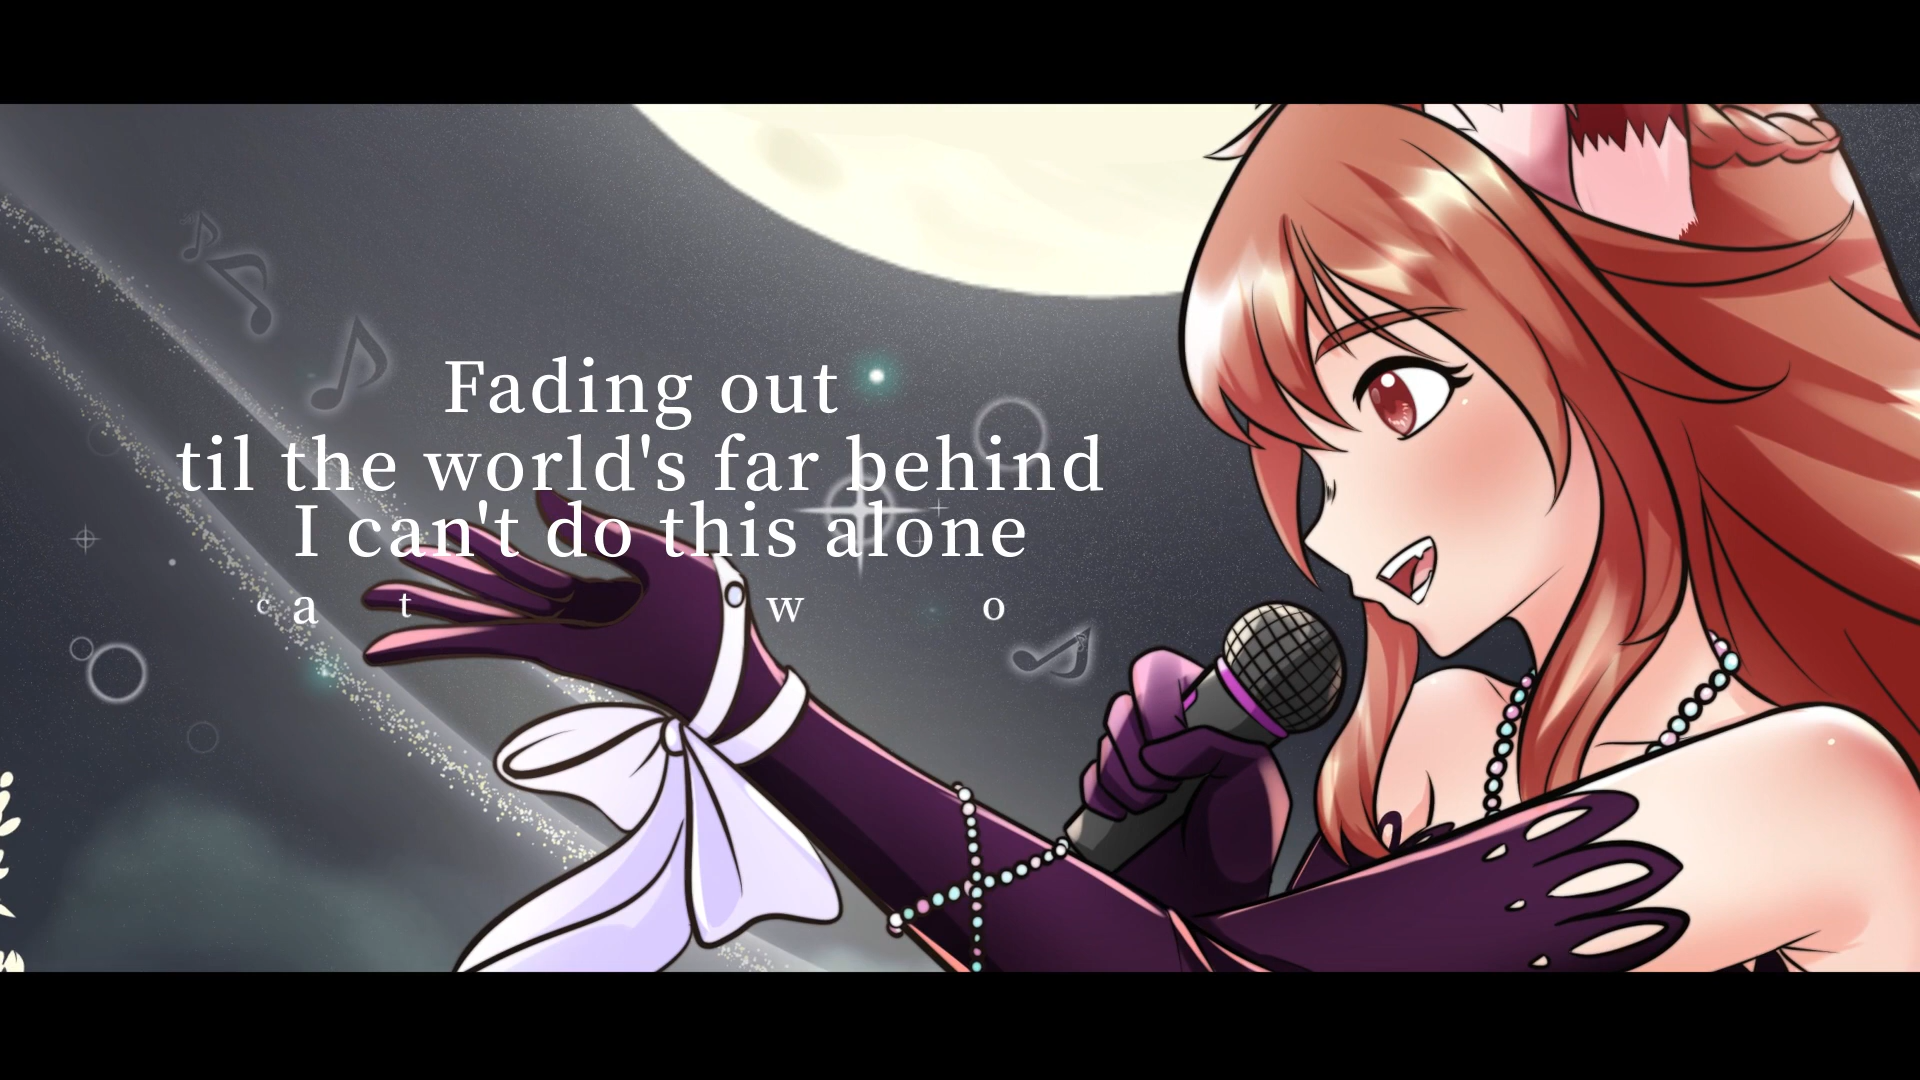 Fading out
til the world's far behind
I can't do this alone
c a t w o